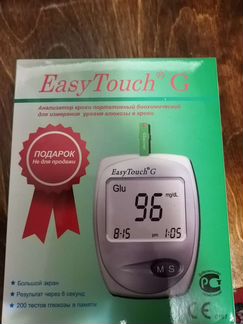 EasyTouch® G
Анализатор крови портативный биохимический
для измерения уровня глюкозы в крови
ПОДАРОК
Не для продажи
EasyTouch® G
Glu
96
mg/dL
8-15
pm
1:05
M S
Большой экран
Результат через 6 секунд
200 тестов глюкозы в памяти